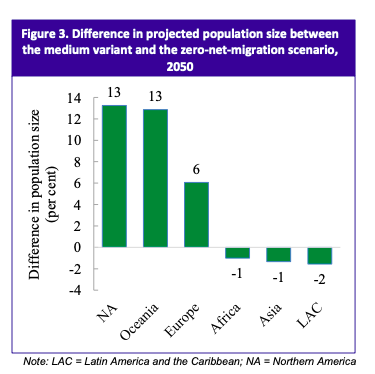 Figure 3. Difference in projected population size between
the medium variant and the zero-net-migration scenario,
2050
Difference in population size
(per cent)
14
12
10
8
6
4
2
0
-2
-4
13
13
6
-1
-1
-2
NA
Oceania
Europe
Africa
Asia
LAC
Note: LAC = Latin America and the Caribbean; NA = Northern America